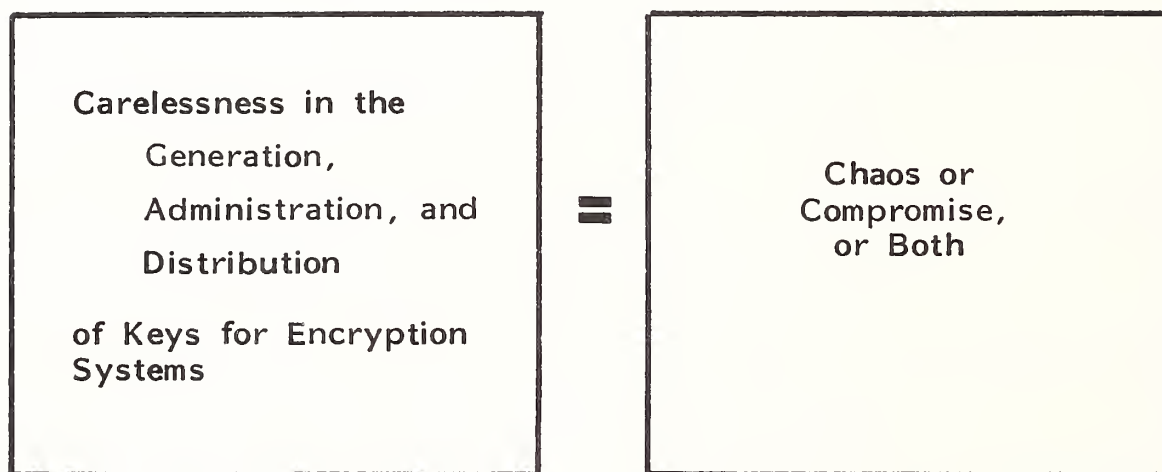 Carelessness in the
Generation,
Administration, and
Distribution
of Keys for Encryption
Systems
=
Chaos or
Compromise,
or Both